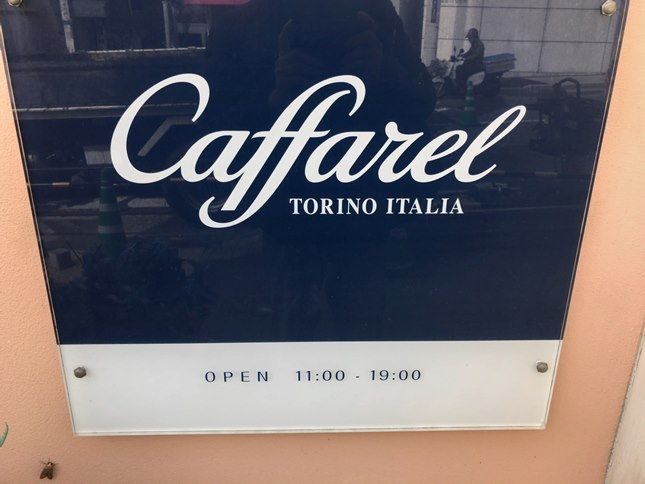 Caffarel
TORINO ITALIA
OPEN 11:00 - 19:00